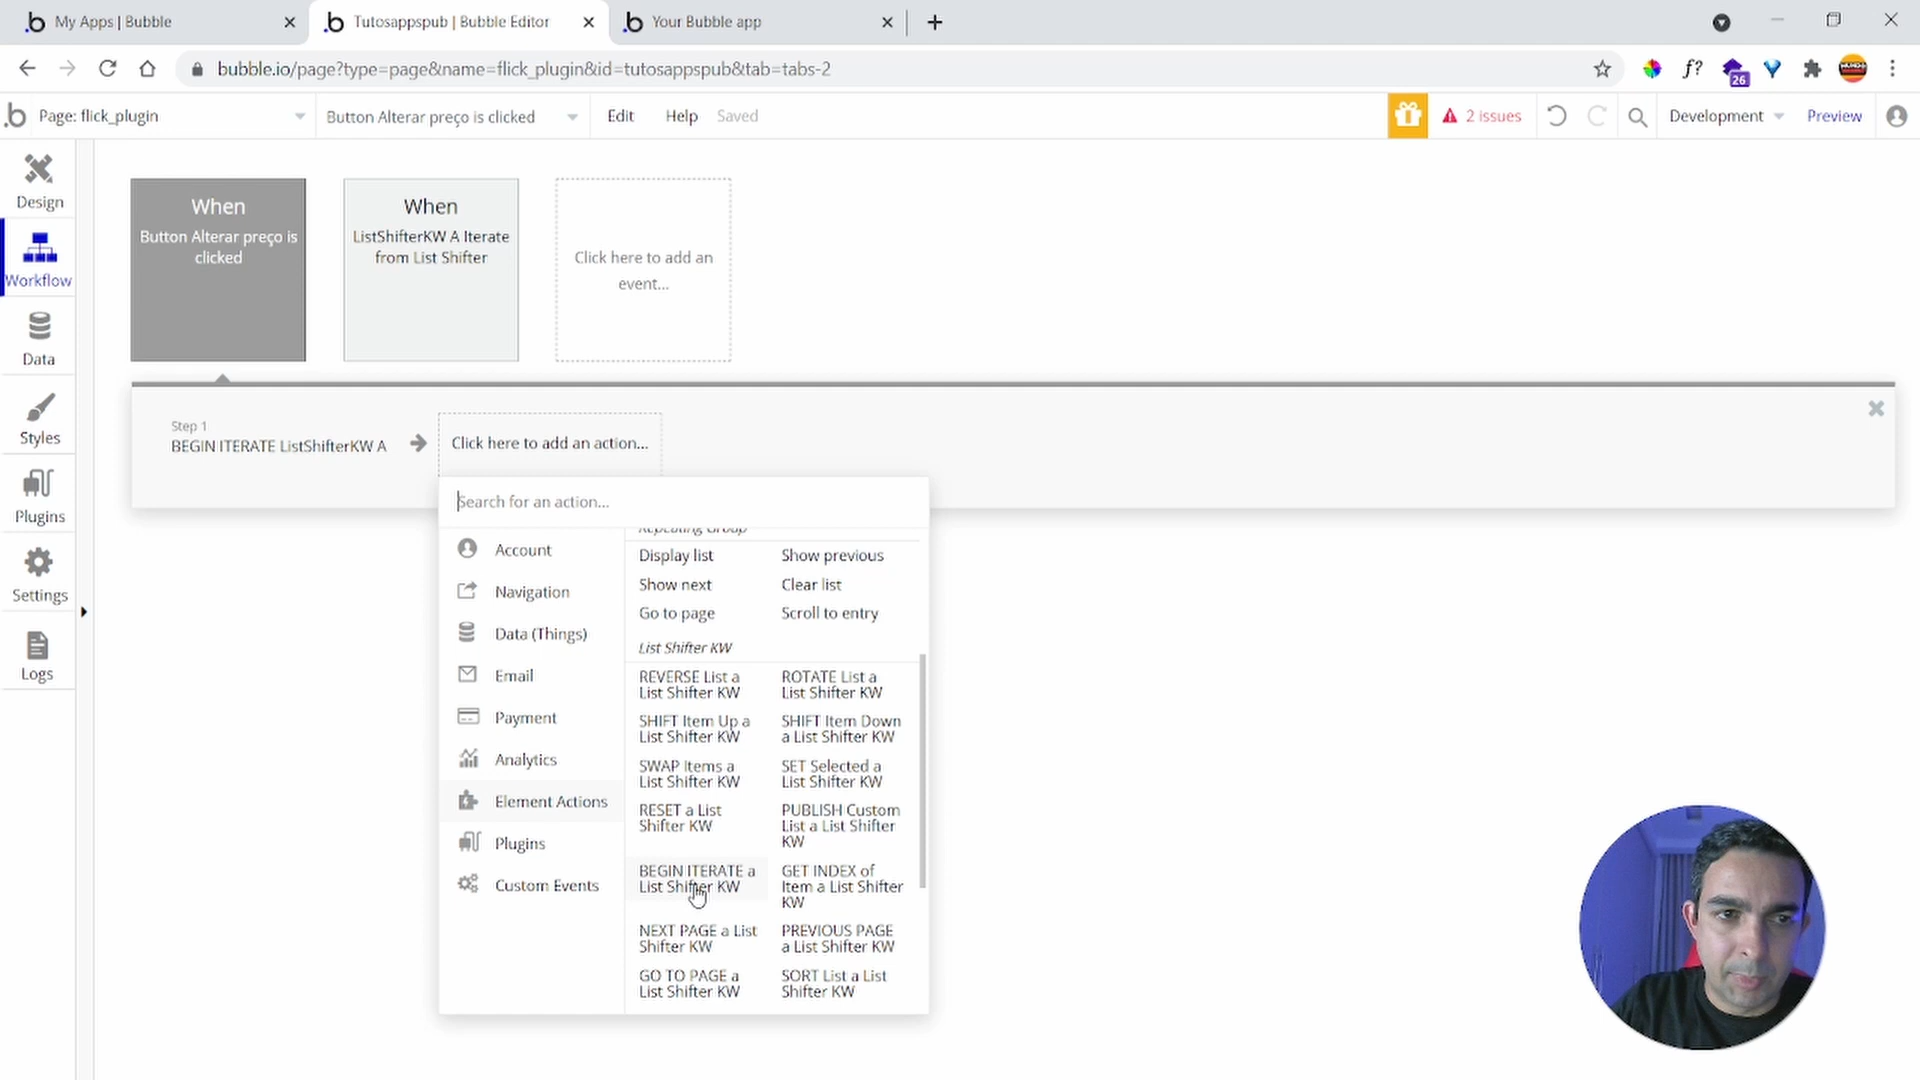 My Apps | Bubble
Tutosappspub | Bubble Editor
Your Bubble app
bubble.io/page?type=page&name=flick_plugin&id=tutosappspub&tab=tabs-2
f?
26
Page: flick_plugin
Button Alterar preço is clicked
Edit
Help
Saved
2 issues
Development
Preview
Design
Workflow
Data
Styles
Plugins
Settings
Logs
When
Button Alterar preço is
clicked
When
ListShifterKW A Iterate
from List Shifter
Click here to add an
event...
Step 1
BEGIN ITERATE ListShifterKW A
Click here to add an action...
Search for an action...
Account
Navigation
Data (Things)
Email
Payment
Analytics
Element Actions
Plugins
Custom Events
Repeating Group
Display list
Show previous
Show next
Clear list
Go to page
Scroll to entry
List Shifter KW
REVERSE List a
List Shifter KW
ROTATE List a
List Shifter KW
SHIFT Item Up a
List Shifter KW
SHIFT Item Down
a List Shifter KW
SWAP Items a
List Shifter KW
SET Selected a
List Shifter KW
RESET a List
Shifter KW
PUBLISH Custom
List a List Shifter
KW
BEGIN ITERATE a
List Shifter KW
GET INDEX of
Item a List Shifter
KW
NEXT PAGE a List
Shifter KW
PREVIOUS PAGE
a List Shifter KW
GO TO PAGE a
List Shifter KW
SORT List a List
Shifter KW